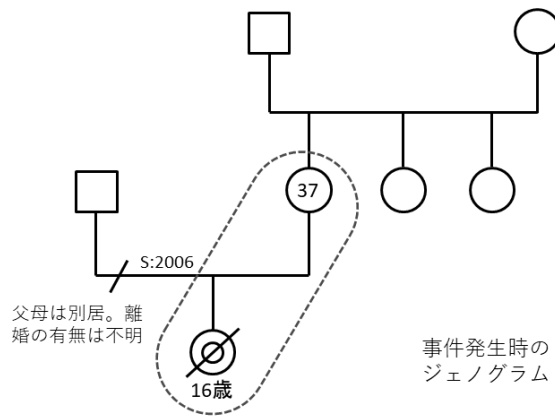 37
S:2006
父母は別居。離
婚の有無は不明
16歳
事件発生時の
ジェノグラム